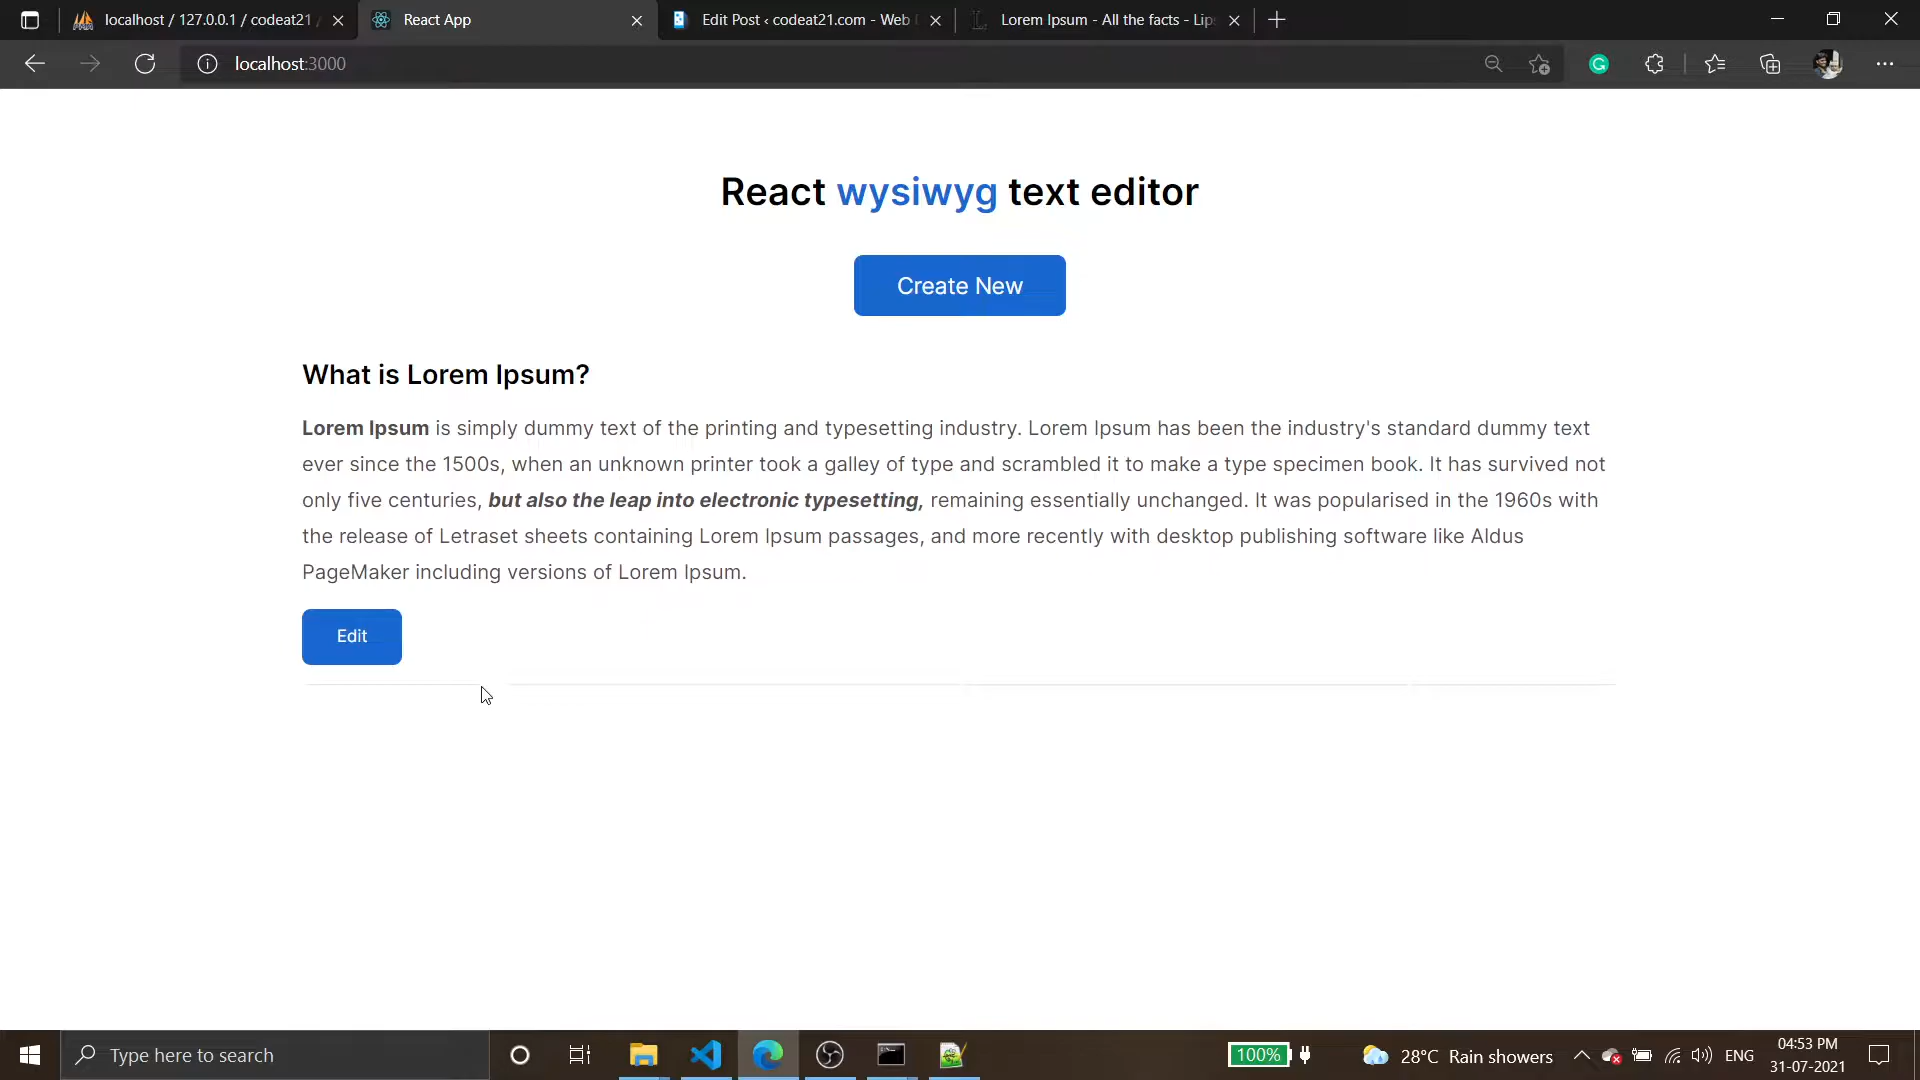 localhost / 127.0.0.1 / codeat21 /
React App
Edit Post ‹ codeat21.com - Web
Lorem Ipsum - All the facts - Lip
localhost:3000
React wysiwyg text editor
Create New
What is Lorem Ipsum?
Lorem Ipsum is simply dummy text of the printing and typesetting industry. Lorem Ipsum has been the industry's standard dummy text
ever since the 1500s, when an unknown printer took a galley of type and scrambled it to make a type specimen book. It has survived not
only five centuries, but also the leap into electronic typesetting, remaining essentially unchanged. It was popularised in the 1960s with
the release of Letraset sheets containing Lorem Ipsum passages, and more recently with desktop publishing software like Aldus
PageMaker including versions of Lorem Ipsum.
Edit
Type here to search
100%
28°C Rain showers
ENG
04:53 PM
31-07-2021